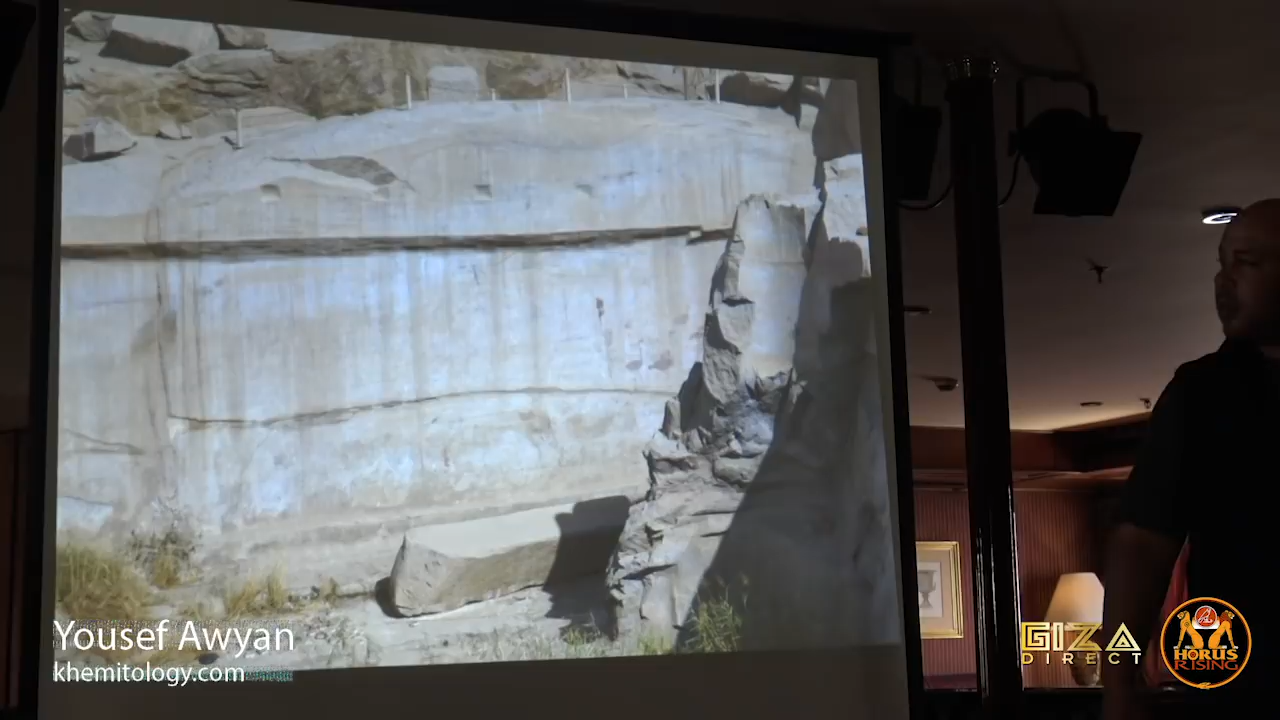 Yousef Awyan
khemitology.com
GIZA
DIRECT
HORUS
RISING